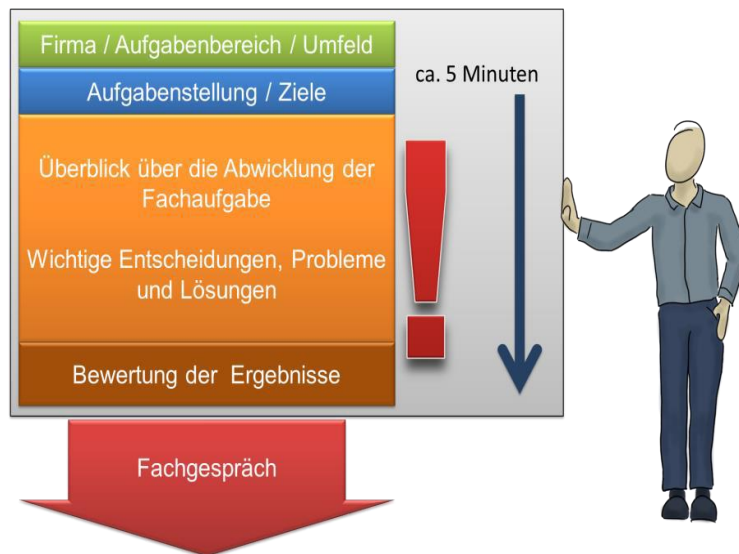 Firma / Aufgabenbereich / Umfeld
ca. 5 Minuten
Aufgabenstellung / Ziele
Überblick über die Abwicklung der
Fachaufgabe
Wichtige Entscheidungen, Probleme
und Lösungen
!
Bewertung der Ergebnisse
Fachgespräch